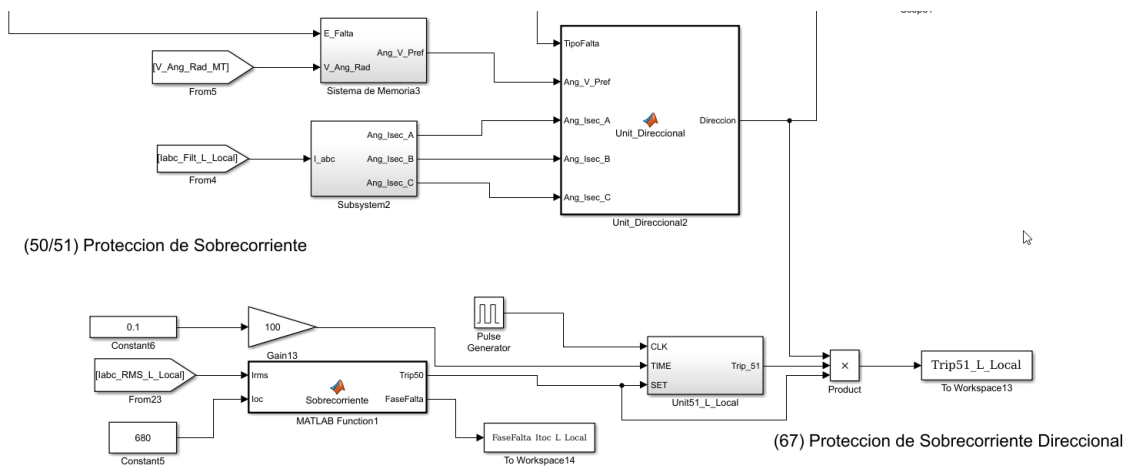 E_Falta
TipoFalta
Ang_V_Pref
[V_Ang_Rad_MT]
V_Ang_Rad
Ang_V_Pref
From5
Sistema de Memoria3
Ang_Isec_A
Ang_Isec_A
Unit_Direccional
Direccion
[Iabc_Filt_L_Local]
I_abc
Ang_Isec_B
Ang_Isec_B
From4
Ang_Isec_C
Ang_Isec_C
Subsystem2
Unit_Direccional2
(50/51) Proteccion de Sobrecorriente
0.1
100
Pulse
Generator
CLK
Constant6
Gain13
TIME
Trip_51
×
Trip51_L_Local
[Iabc_RMS_L_Local]
Irms
Trip50
SET
From23
Sobrecorriente
Unit51_L_Local
Product
To Workspace13
Ioc
FaseFalta
MATLAB Function1
680
FaseFalta Itoc L Local
(67) Proteccion de Sobrecorriente Direccional
Constant5
To Workspace14